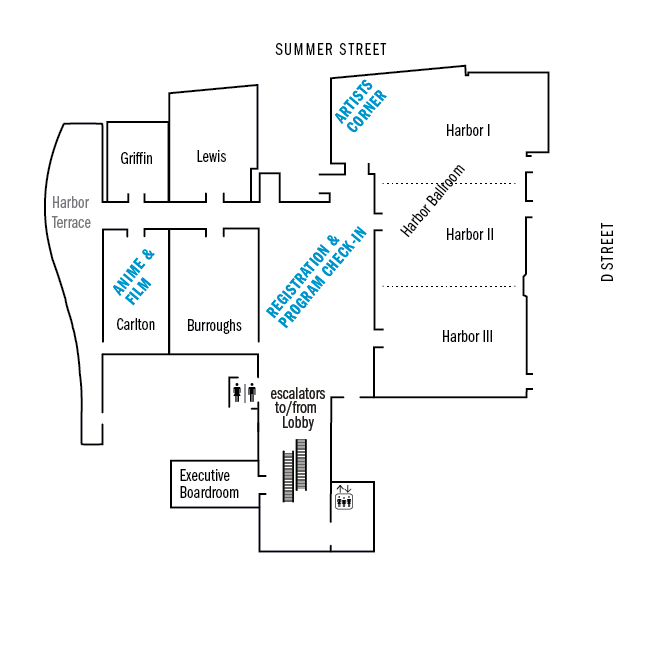 SUMMER STREET
ARTISTS
CORNER
Harbor I
Griffin
Lewis
Harbor Ballroom
Harbor
Terrace
Harbor II
D STREET
REGISTRATION &
PROGRAM CHECK-IN
ANIME &
FILM
Carlton
Burroughs
Harbor III
escalators
to/from
Lobby
Executive
Boardroom